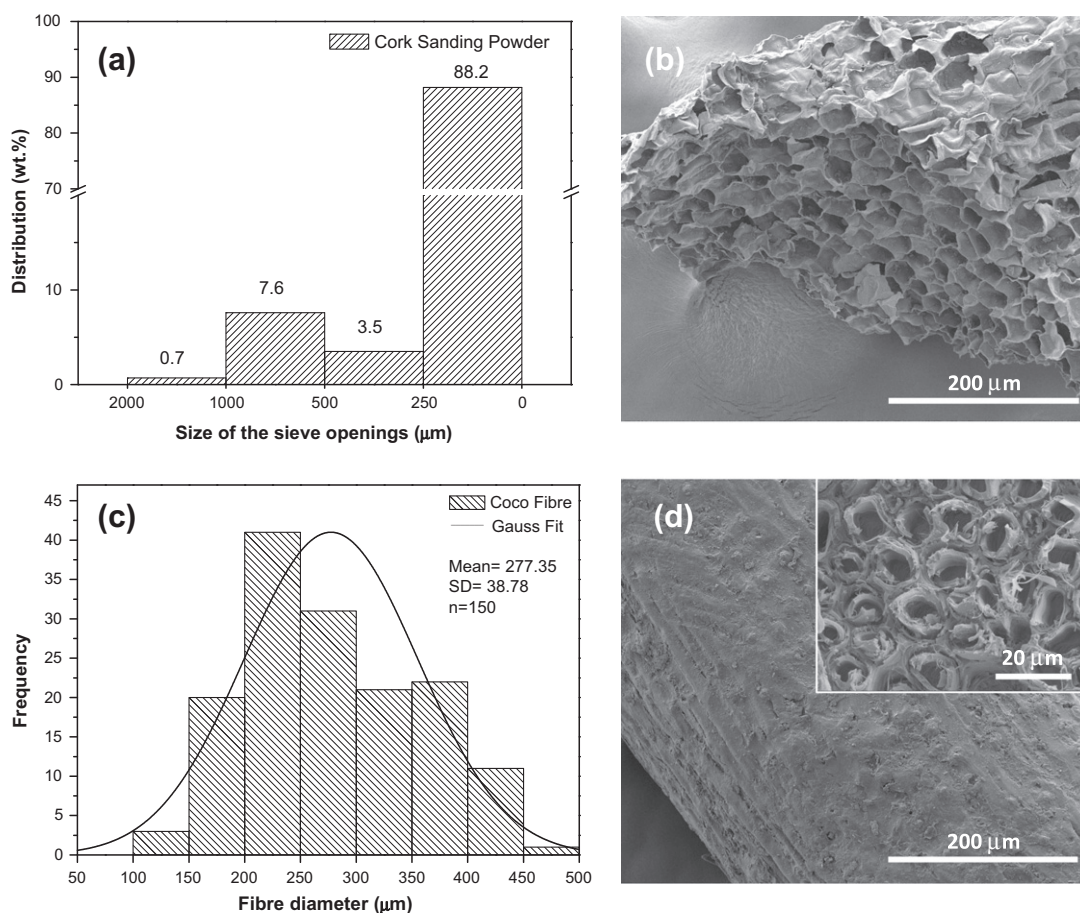 (a)
Cork Sanding Powder
100
90
80
70
10
0
Distribution (wt.%)
0.7
7.6
3.5
88.2
2000 1000 500 250 0
Size of the sieve openings (μm)
(b)
200 μm
(c)
Coco Fibre
Gauss Fit
Mean= 277.35
SD= 38.78
n=150
45
40
35
30
25
20
15
10
5
0
Frequency
50 100 150 200 250 300 350 400 450 500
Fibre diameter (μm)
(d)
20 μm
200 μm